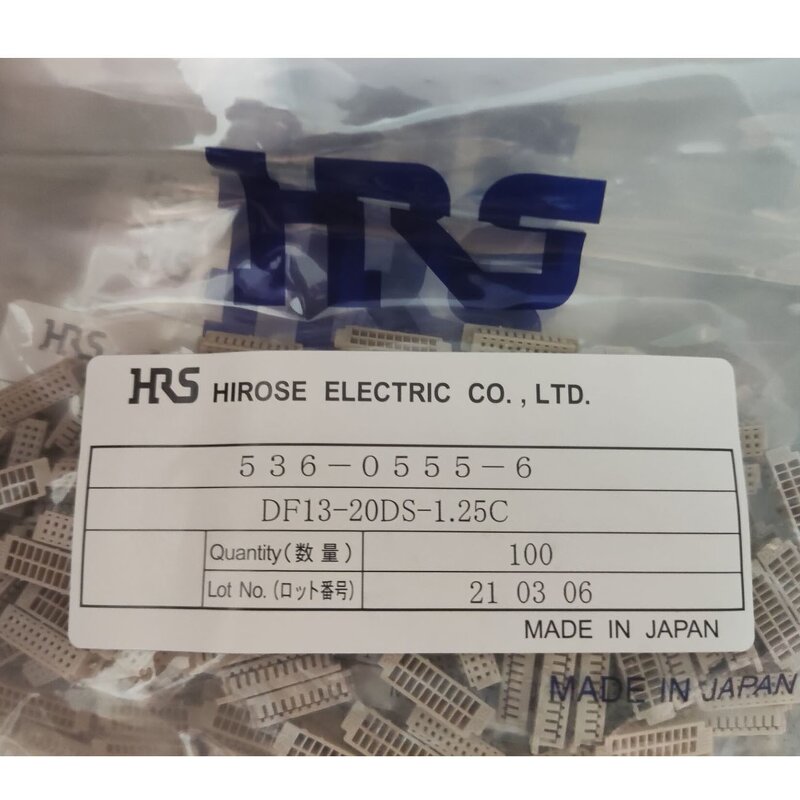 HRS
HRS
HRS HIROSE ELECTRIC CO., LTD.
536-0555-6
DF13-20DS-1.25C
Quantity(数量) 100
Lot No.(ロット番号) 21 03 06
MADE IN JAPAN
MADE IN JAPAN